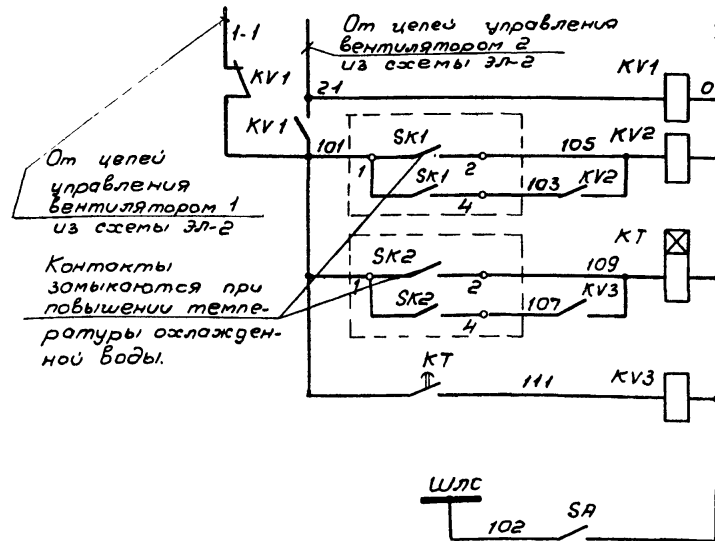 1-1
От цепей управления
вентилятором 2
из схемы ЭЛ-2
KV1
21
KV1
0
KV1
101
SK1
105
KV2
1
2
SK1
103
KV2
4
От цепей
управления
вентилятором 1
из схемы ЭЛ-2
Контакты
замыкаются при
повышении темпе-
ратуры охлажден-
ной воды.
SK2
109
KT
1
2
SK2
107
KV3
4
KT
111
KV3
ШЛС
102
SA